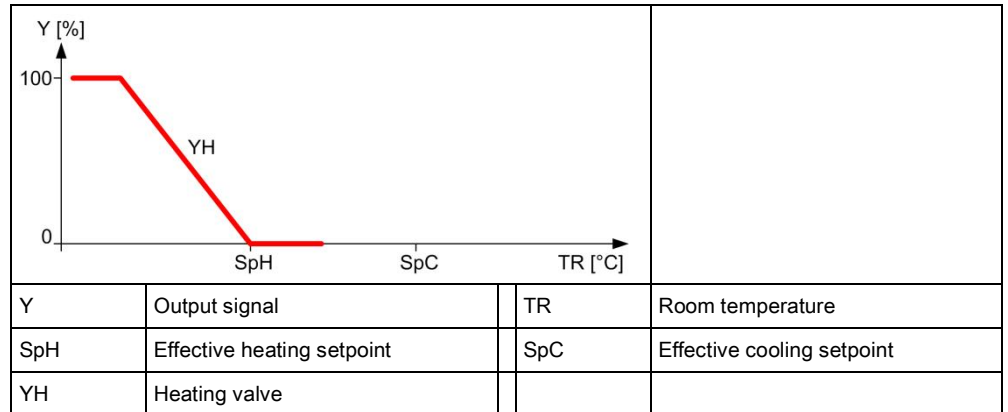 Y [%]
100
YH
0
SpH SpC TR [°C]
Y Output signal TR Room temperature
SpH Effective heating setpoint SpC Effective cooling setpoint
YH Heating valve